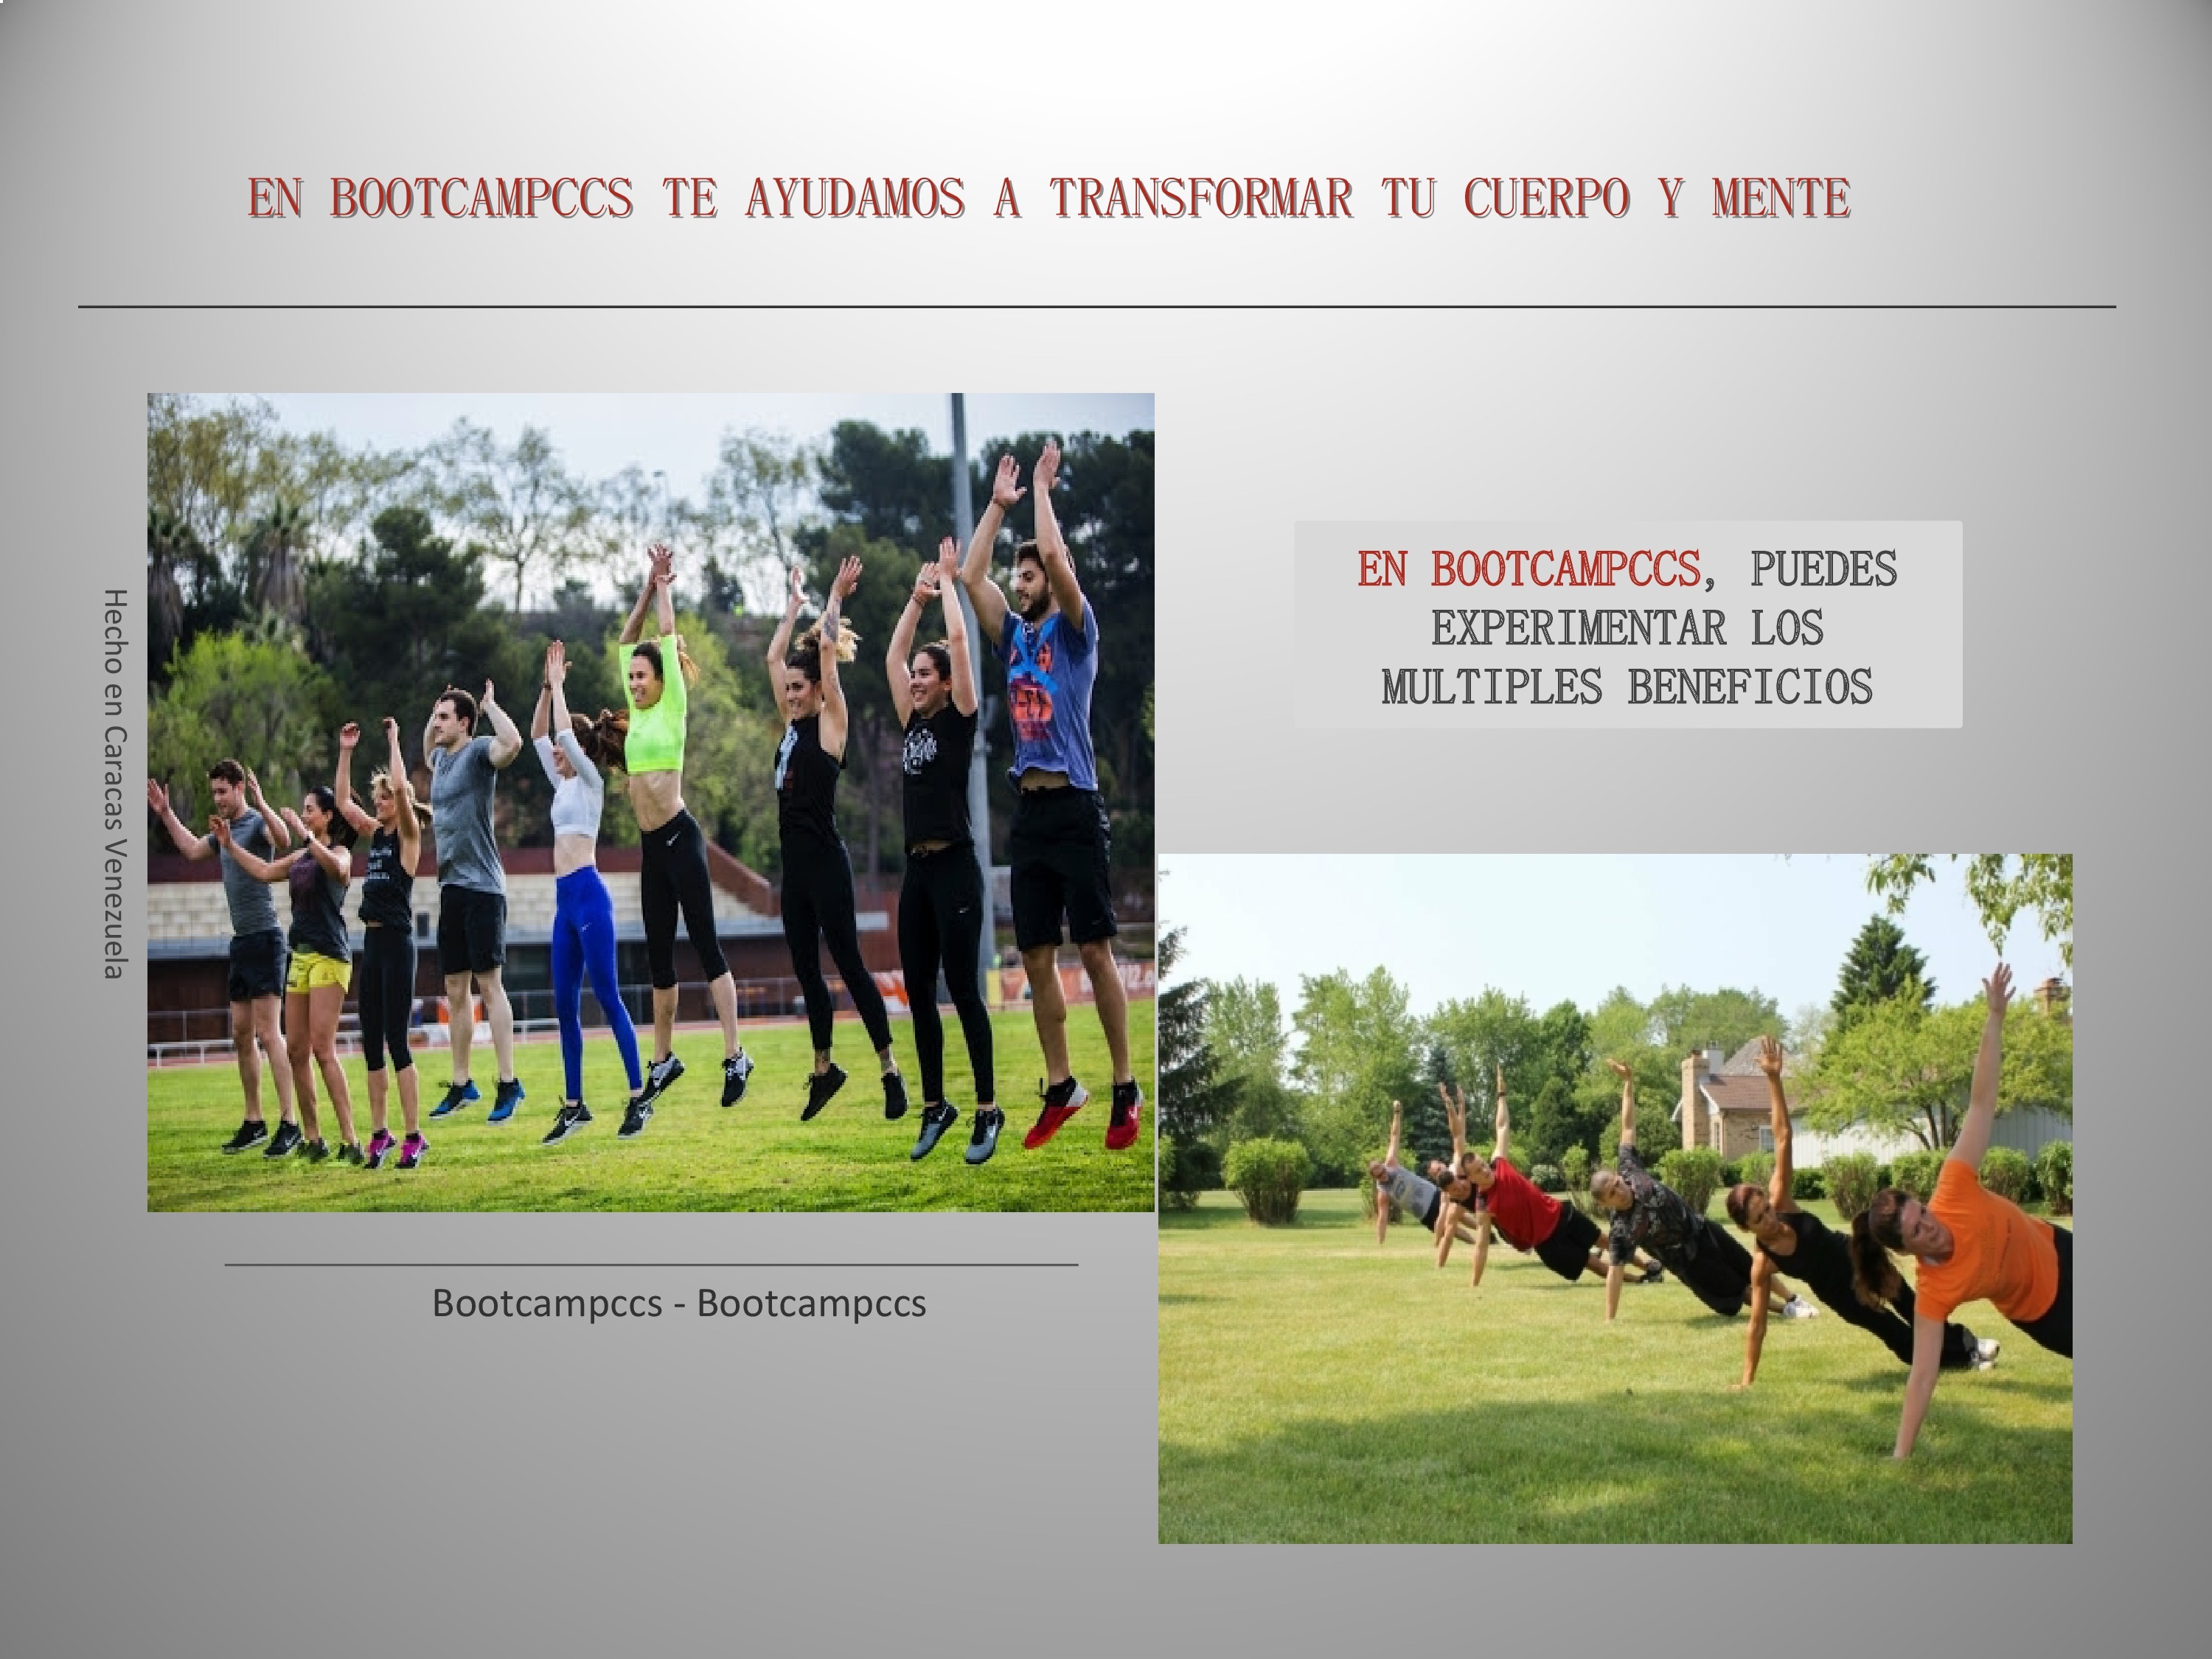 EN BOOTCAMPCCS TE AYUDAMOS A TRANSFORMAR TU CUERPO Y MENTE
Hecho en Caracas Venezuela
EN BOOTCAMPCCS, PUEDES
EXPERIMENTAR LOS
MULTIPLES BENEFICIOS
Bootcampccs - Bootcampccs